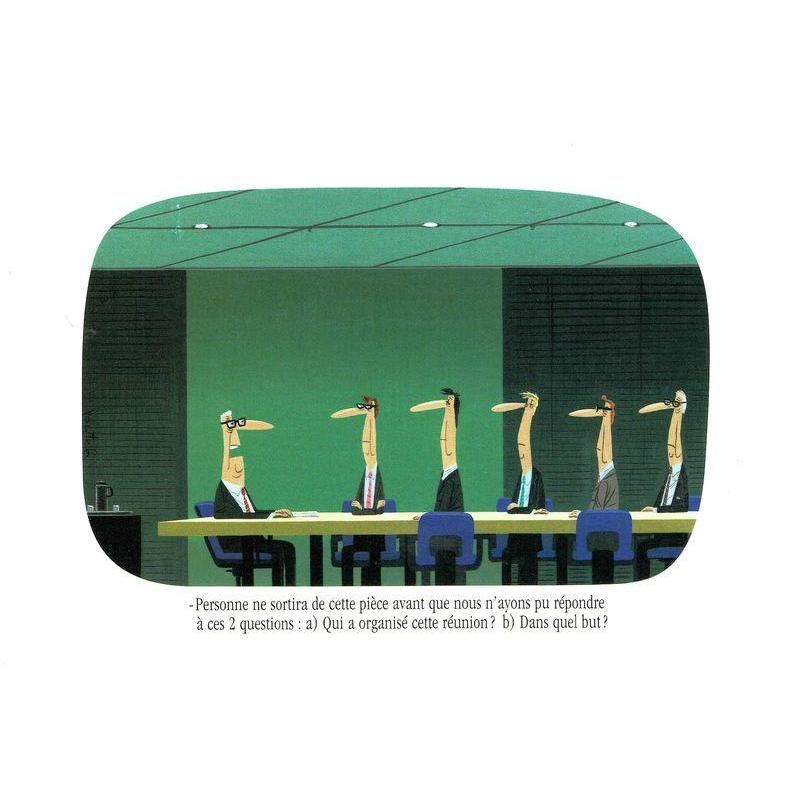 -Personne ne sortira de cette pièce avant que nous n'ayons pu répondre
à ces 2 questions : a) Qui a organisé cette réunion ? b) Dans quel but ?